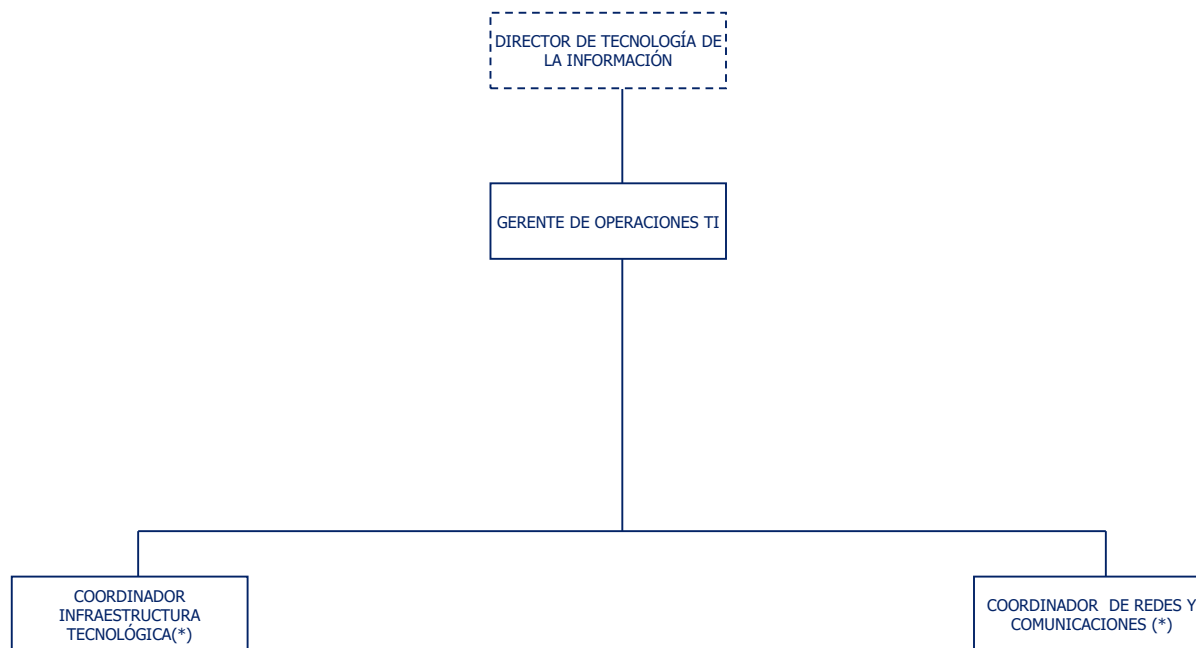 DIRECTOR DE TECNOLOGÍA DE
LA INFORMACIÓN
GERENTE DE OPERACIONES TI
COORDINADOR
INFRAESTRUCTURA
TECNOLÓGICA(*)
COORDINADOR  DE REDES Y
COMUNICACIONES (*)